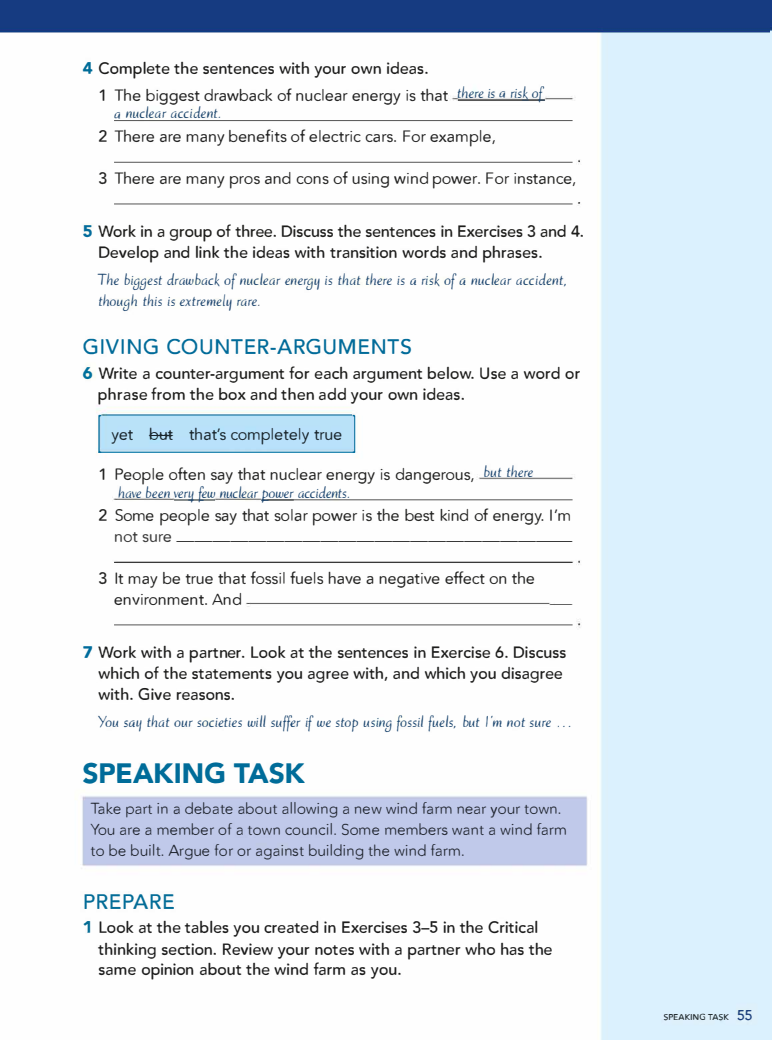 4 Complete the sentences with your own ideas.
1 The biggest drawback of nuclear energy is that there is a risk of
a nuclear accident.
2 There are many benefits of electric cars. For example,
.
3 There are many pros and cons of using wind power. For instance,
.
5 Work in a group of three. Discuss the sentences in Exercises 3 and 4.
Develop and link the ideas with transition words and phrases.
The biggest drawback of nuclear energy is that there is a risk of a nuclear accident,
though this is extremely rare.
GIVING COUNTER-ARGUMENTS
6 Write a counter-argument for each argument below. Use a word or
phrase from the box and then add your own ideas.
yet but that's completely true
1 People often say that nuclear energy is dangerous, but there
have been very few nuclear power accidents.
2 Some people say that solar power is the best kind of energy. I'm
not sure
.
3 It may be true that fossil fuels have a negative effect on the
environment. And
.
7 Work with a partner. Look at the sentences in Exercise 6. Discuss
which of the statements you agree with, and which you disagree
with. Give reasons.
You say that our societies will suffer if we stop using fossil fuels, but I'm not sure ...
SPEAKING TASK
Take part in a debate about allowing a new wind farm near your town.
You are a member of a town council. Some members want a wind farm
to be built. Argue for or against building the wind farm.
PREPARE
1 Look at the tables you created in Exercises 3–5 in the Critical
thinking section. Review your notes with a partner who has the
same opinion about the wind farm as you.
SPEAKING TASK 55